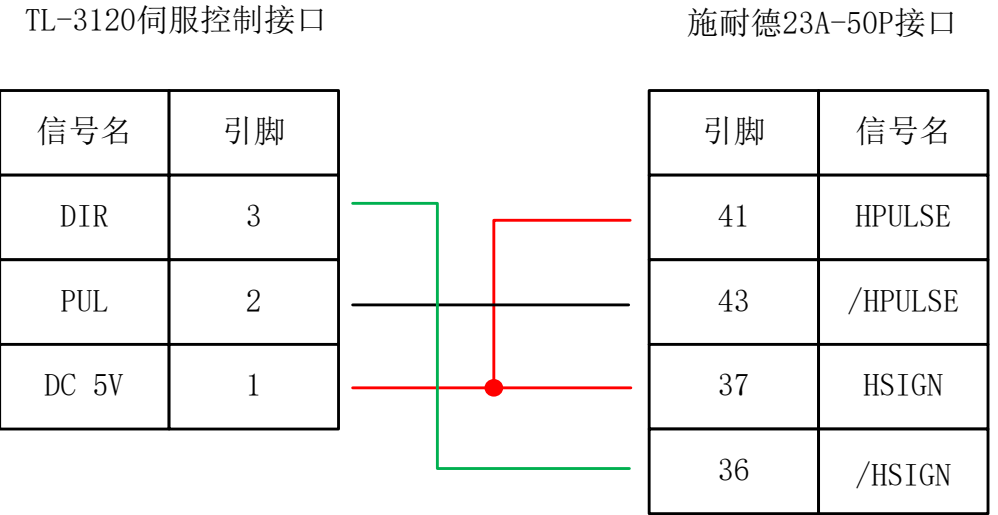 TL-3120伺服控制接口
施耐德23A-50P接口
信号名 引脚
DIR 3
PUL 2
DC 5V 1
引脚 信号名
41 HPULSE
43 /HPULSE
37 HSIGN
36 /HSIGN